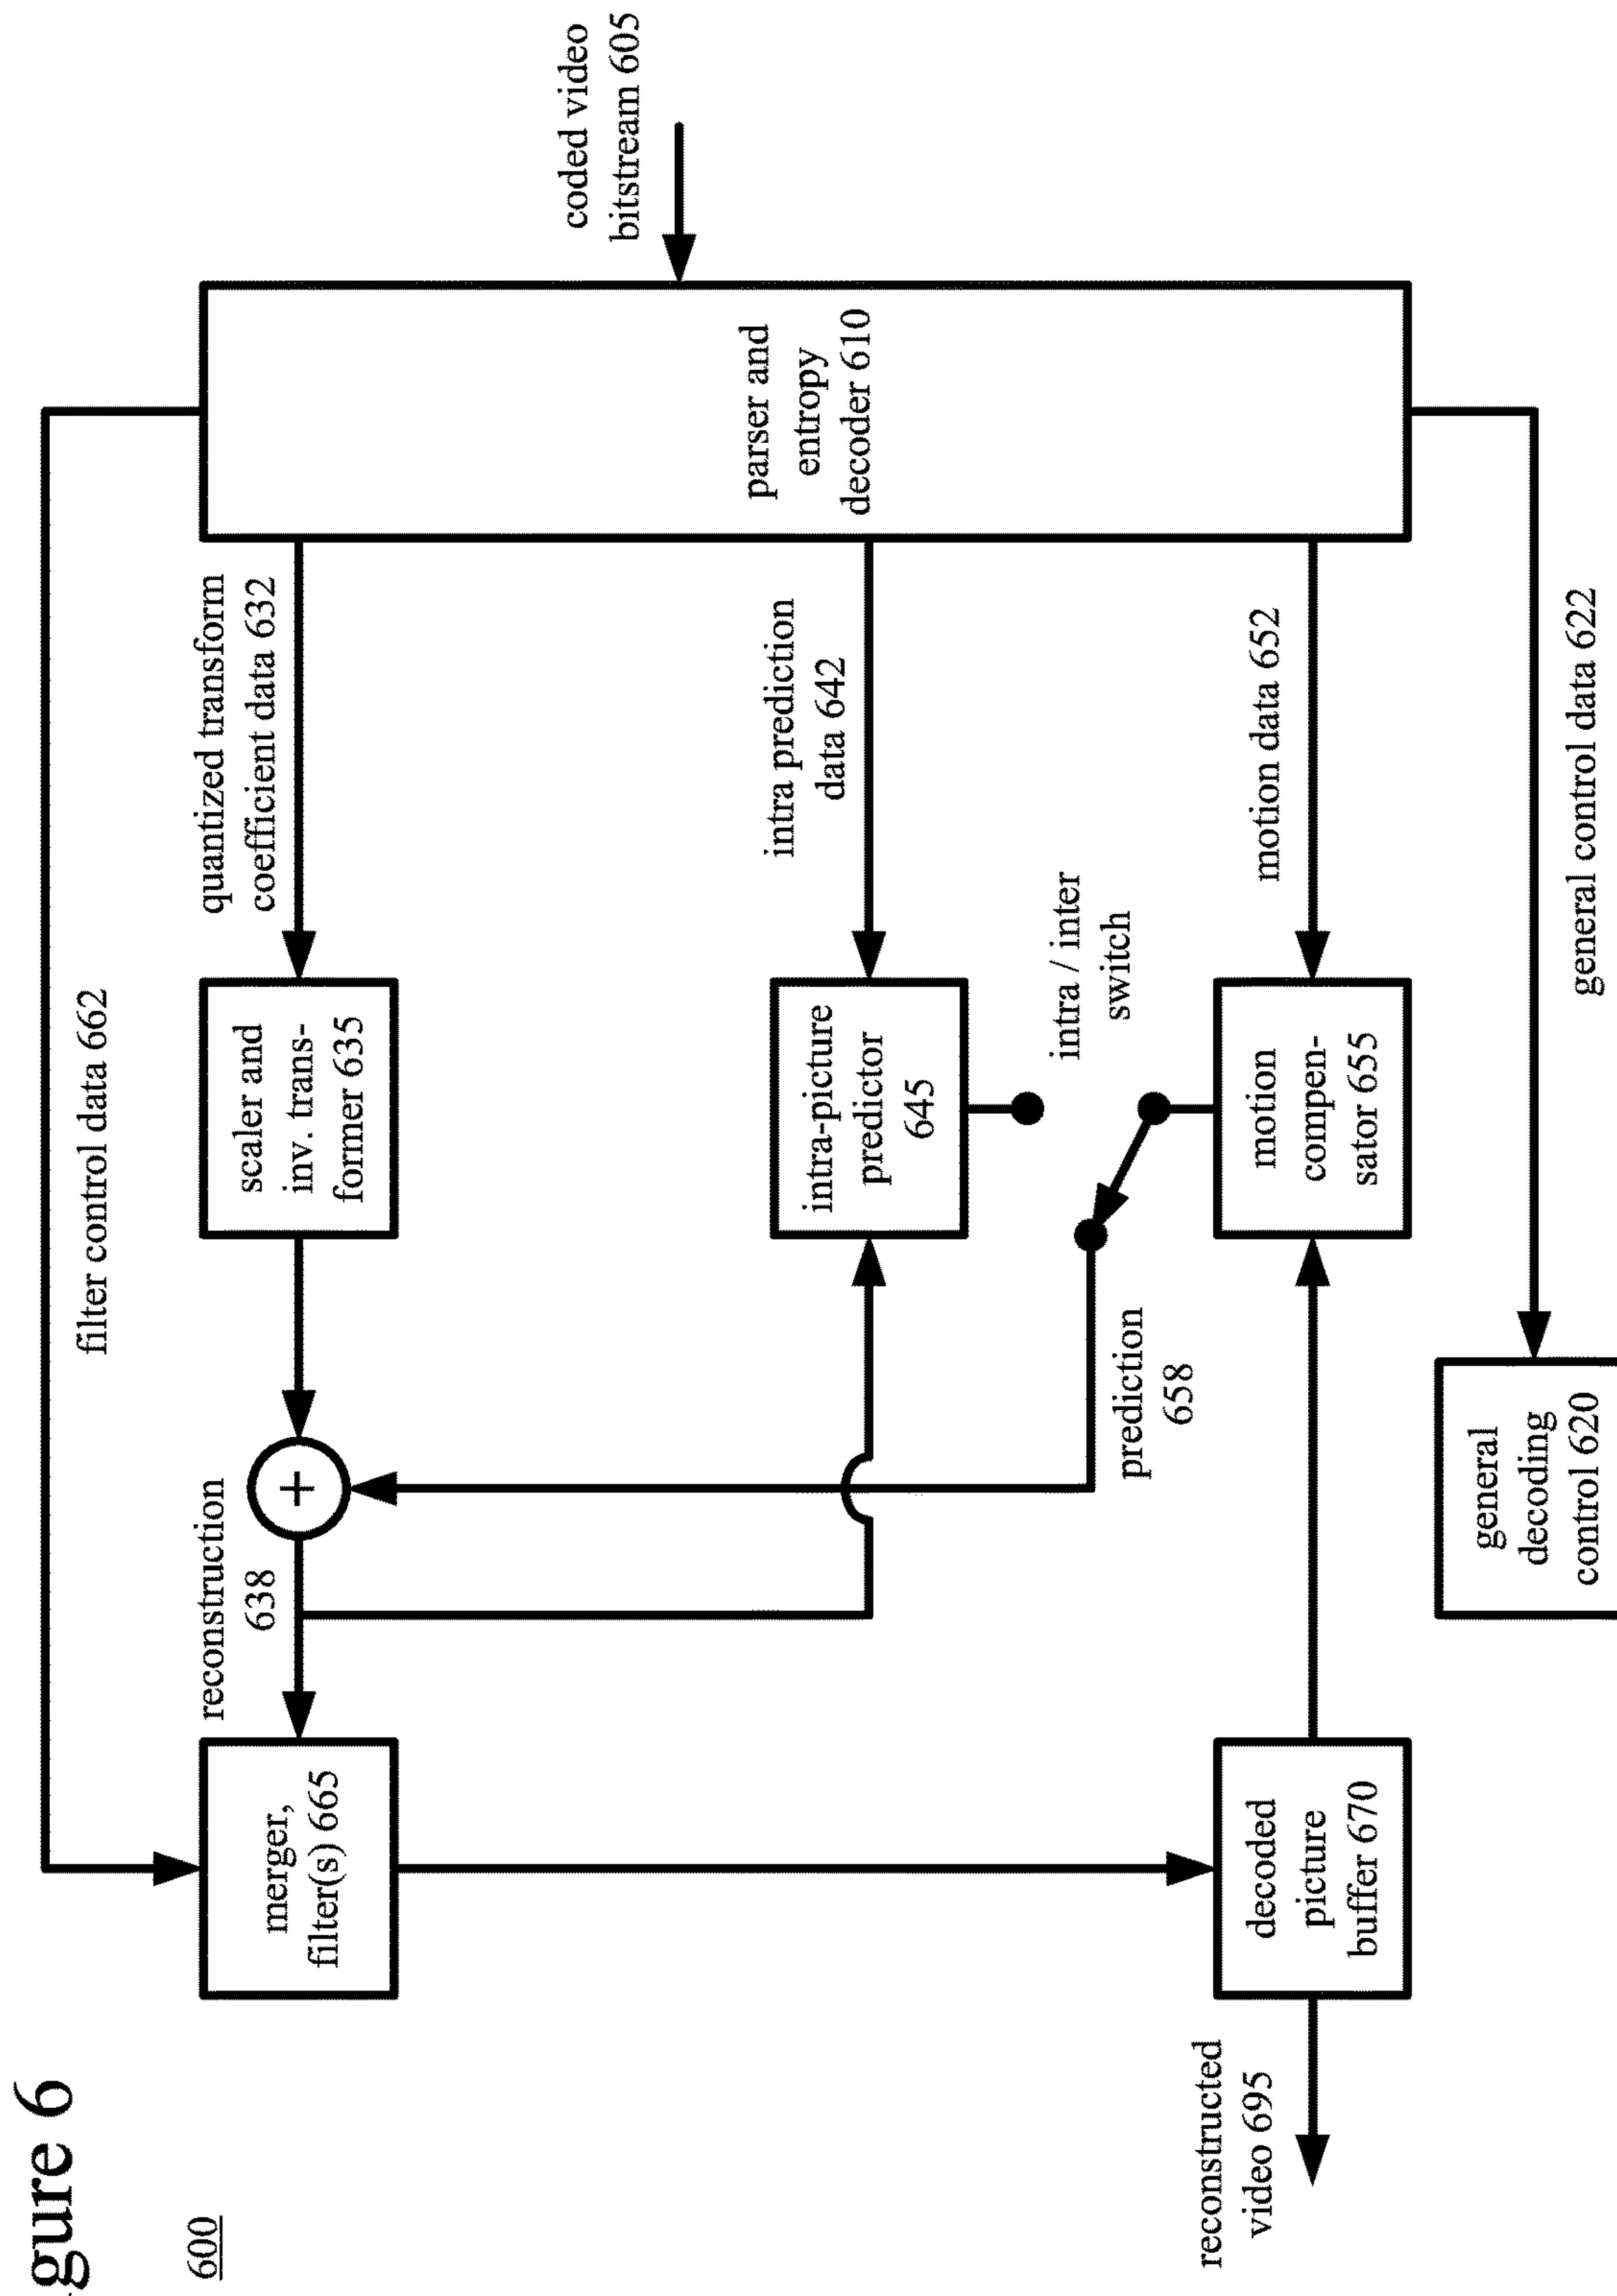 gure 6
600
filter control data 662
reconstruction
638
quantized transform
coefficient data 632
merger,
filter(s) 665
+
scaler and
inv. trans-
former 635
coded video
bitstream 605
parser and
entropy
decoder 610
intra prediction
data 642
intra-picture
predictor
645
intra / inter
switch
prediction
658
motion data 652
reconstructed
video 695
decoded
picture
buffer 670
motion
compen-
sator 655
general
decoding
control 620
general control data 622